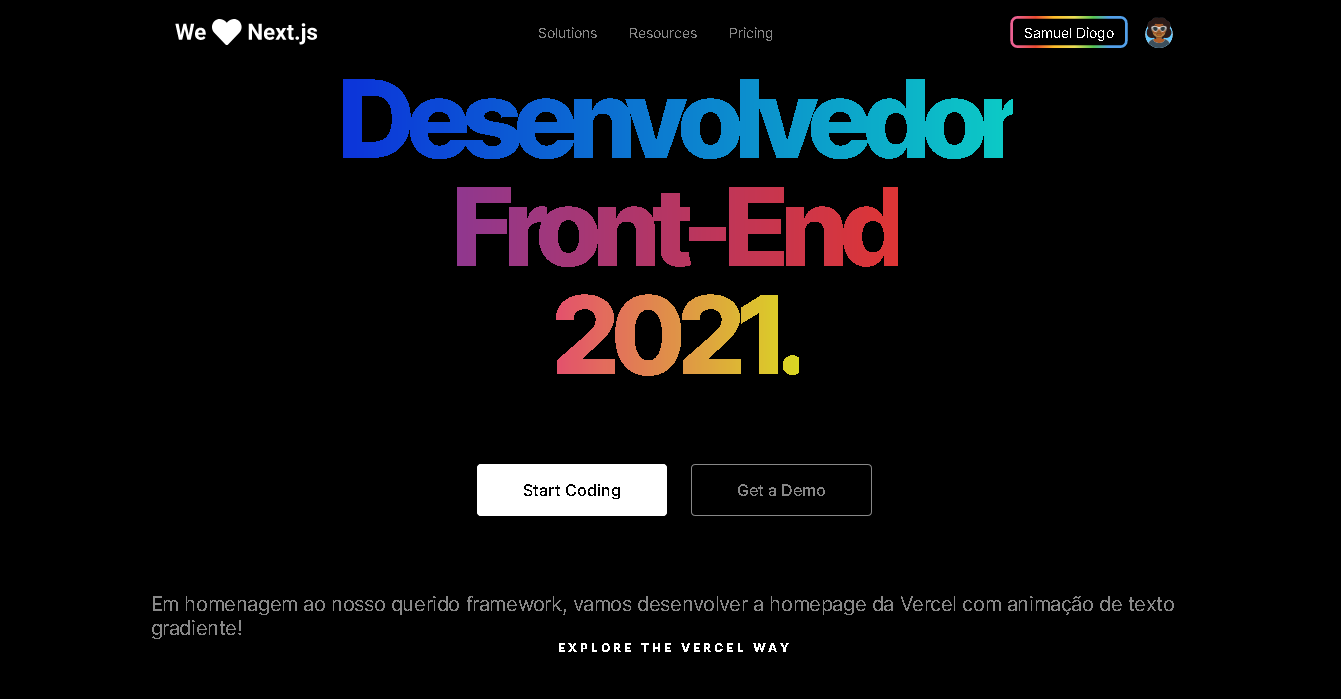 We ♥ Next.js
Solutions Resources Pricing
Samuel Diogo
Desenvolvedor
Front-End
2021.
Start Coding
Get a Demo
Em homenagem ao nosso querido framework, vamos desenvolver a homepage da Vercel com animação de texto
gradiente!
EXPLORE THE VERCEL WAY